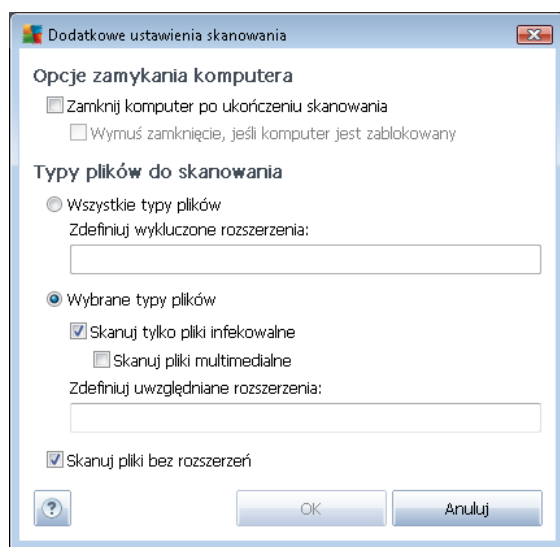 Dodatkowe ustawienia skanowania
Opcje zamykania komputera
Zamknij komputer po ukończeniu skanowania
Wymuś zamknięcie, jeśli komputer jest zablokowany
Typy plików do skanowania
Wszystkie typy plików
Zdefiniuj wykluczone rozszerzenia:
Wybrane typy plików
Skanuj tylko pliki infekowalne
Skanuj pliki multimedialne
Zdefiniuj uwzględniane rozszerzenia:
Skanuj pliki bez rozszerzeń
? OK Anuluj